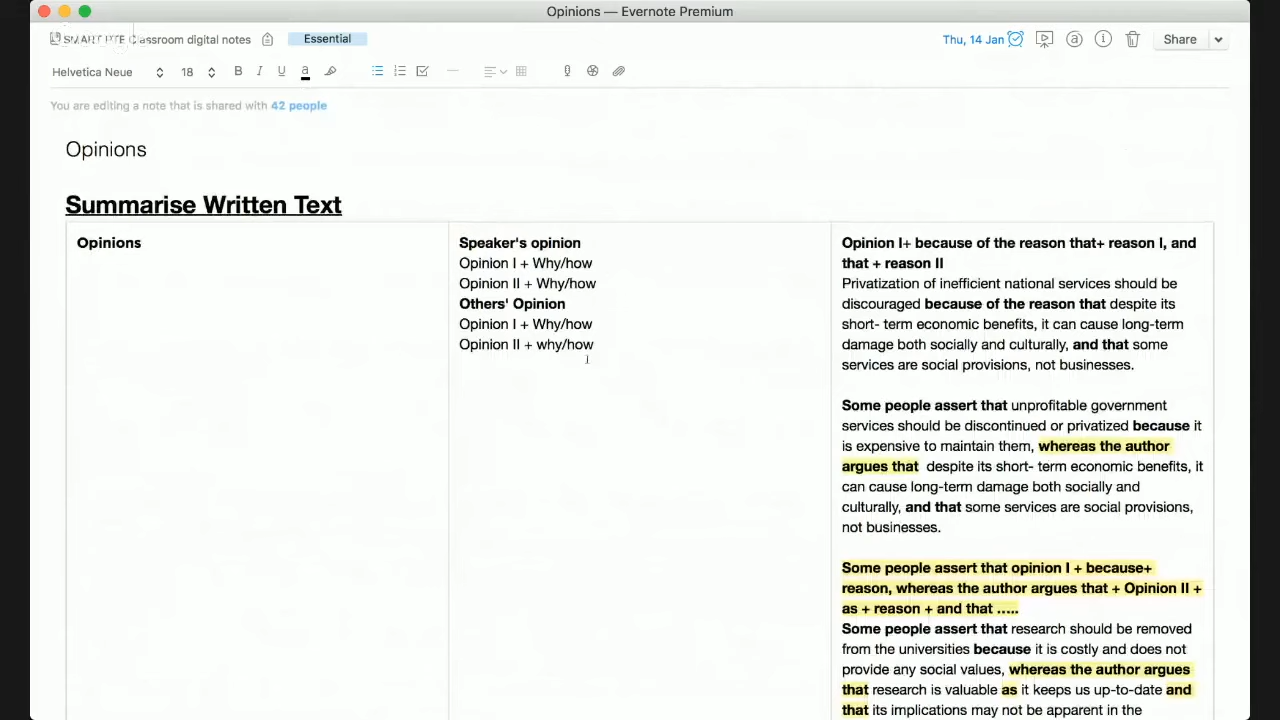 Opinions — Evernote Premium
SMART PTE Classroom digital notes
Essential
Thu, 14 Jan
Share
Helvetica Neue
18
B
I
U
a
You are editing a note that is shared with 42 people
Opinions
Summarise Written Text
Opinions
Speaker's opinion
Opinion I + Why/how
Opinion II + Why/how
Others' Opinion
Opinion I + Why/how
Opinion II + why/how
Opinion I+ because of the reason that+ reason I, and
that + reason II
Privatization of inefficient national services should be
discouraged because of the reason that despite its
short- term economic benefits, it can cause long-term
damage both socially and culturally, and that some
services are social provisions, not businesses.
Some people assert that unprofitable government
services should be discontinued or privatized because it
is expensive to maintain them, whereas the author
argues that despite its short- term economic benefits, it
can cause long-term damage both socially and
culturally, and that some services are social provisions,
not businesses.
Some people assert that opinion I + because+
reason, whereas the author argues that + Opinion II +
as + reason + and that .....
Some people assert that research should be removed
from the universities because it is costly and does not
provide any social values, whereas the author argues
that research is valuable as it keeps us up-to-date and
that its implications may not be apparent in the